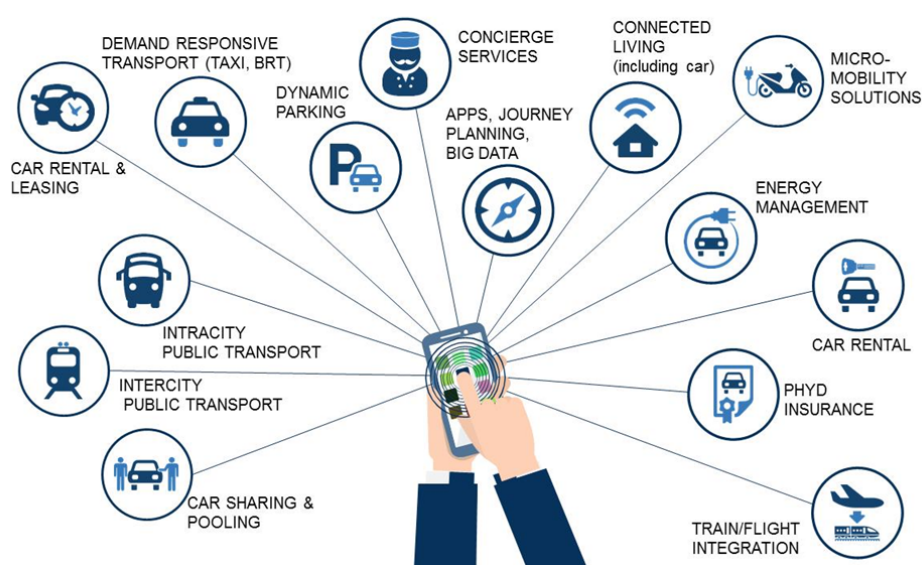 DEMAND RESPONSIVE
TRANSPORT (TAXI, BRT)
CONCIERGE
SERVICES
CONNECTED
LIVING
(including car)
MICRO-
MOBILITY
SOLUTIONS
DYNAMIC
PARKING
P
APPS, JOURNEY
PLANNING,
BIG DATA
CAR RENTAL &
LEASING
ENERGY
MANAGEMENT
INTRACITY
PUBLIC TRANSPORT
CAR RENTAL
INTERCITY
PUBLIC TRANSPORT
PHYD
INSURANCE
CAR SHARING &
POOLING
TRAIN/FLIGHT
INTEGRATION